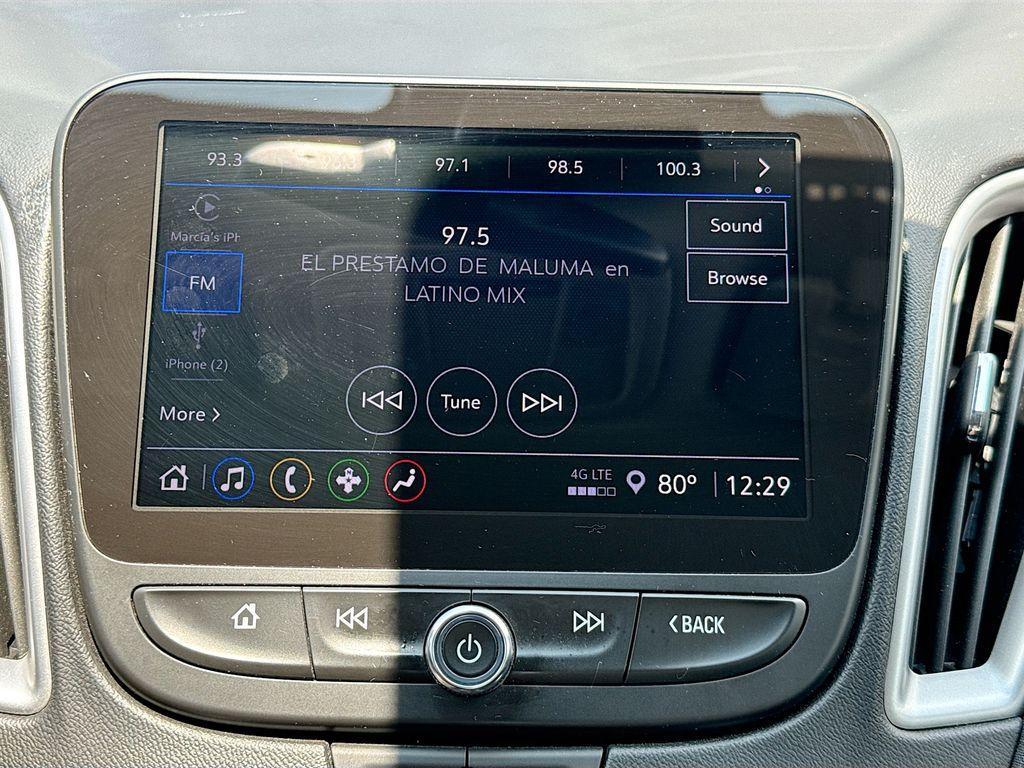 93.3
97.1
98.5
100.3
Marcia's iPh
FM
iPhone (2)
More
97.5
EL PRESTAMO DE MALUMA en
LATINO MIX
Sound
Browse
Tune
4G LTE
80º
12:29
BACK